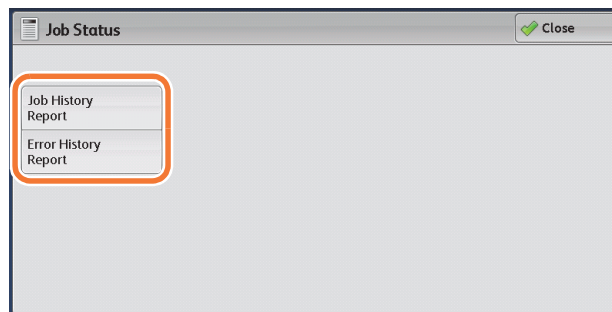 Job Status
Close
Job History
Report
Error History
Report